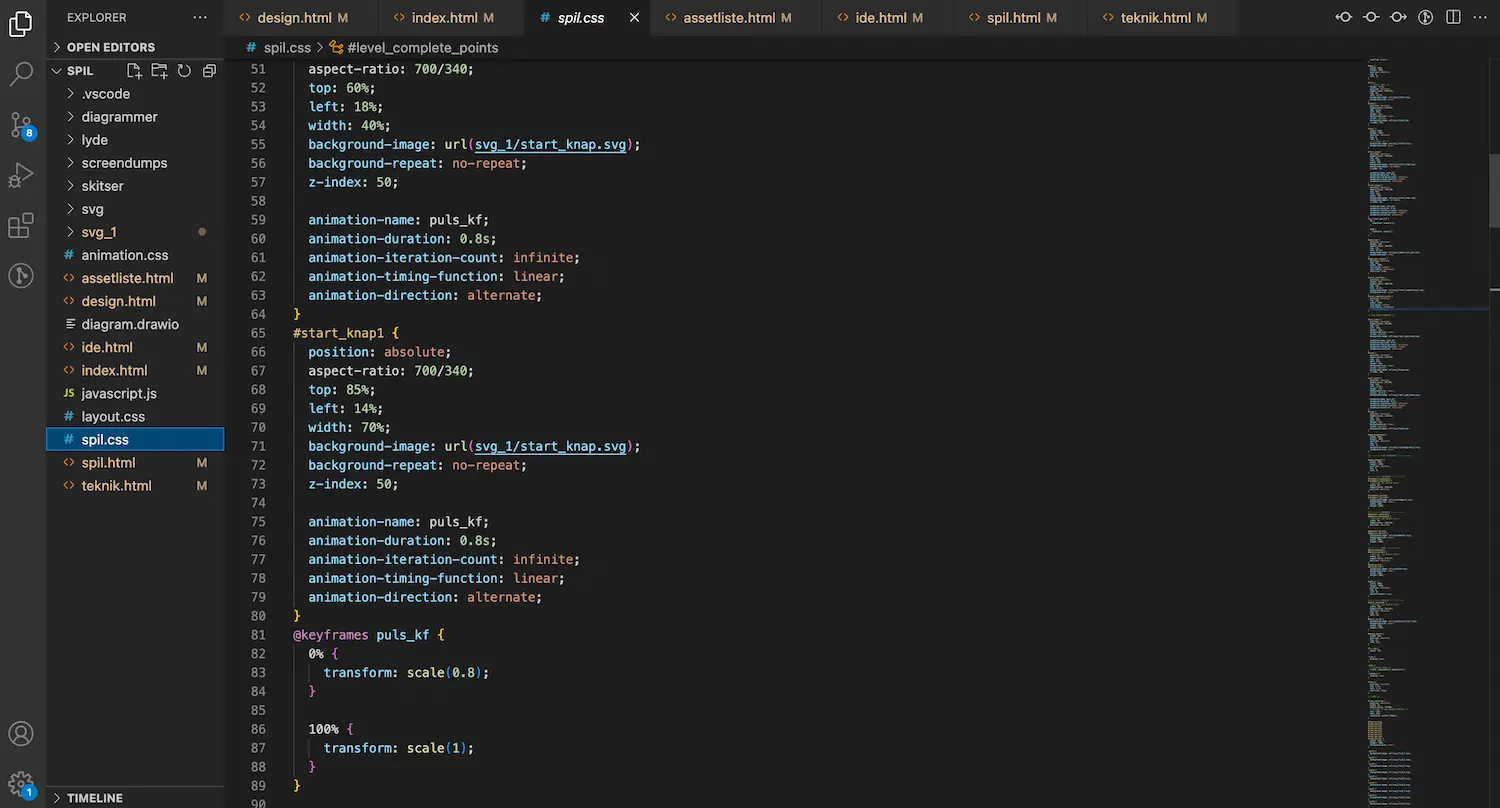 EXPLORER
OPEN EDITORS
SPIL
.vscode
diagrammer
lyde
screendumps
skitser
svg
svg_1
animation.css
assetliste.html M
design.html M
diagram.drawio
ide.html M
index.html M
JS javascript.js
layout.css
spil.css
spil.html M
teknik.html M
TIMELINE
8
1
design.html M
index.html M
spil.css
assetliste.html M
ide.html M
spil.html M
teknik.html M
# spil.css > #level_complete_points
51 aspect-ratio: 700/340;
52 top: 60%;
53 left: 18%;
54 width: 40%;
55 background-image: url(svg_1/start_knap.svg);
56 background-repeat: no-repeat;
57 z-index: 50;
58
59 animation-name: puls_kf;
60 animation-duration: 0.8s;
61 animation-iteration-count: infinite;
62 animation-timing-function: linear;
63 animation-direction: alternate;
64 }
65 #start_knap1 {
66 position: absolute;
67 aspect-ratio: 700/340;
68 top: 85%;
69 left: 14%;
70 width: 70%;
71 background-image: url(svg_1/start_knap.svg);
72 background-repeat: no-repeat;
73 z-index: 50;
74
75 animation-name: puls_kf;
76 animation-duration: 0.8s;
77 animation-iteration-count: infinite;
78 animation-timing-function: linear;
79 animation-direction: alternate;
80 }
81 @keyframes puls_kf {
82 0% {
83 transform: scale(0.8);
84 }
85
86 100% {
87 transform: scale(1);
88 }
89 }
90